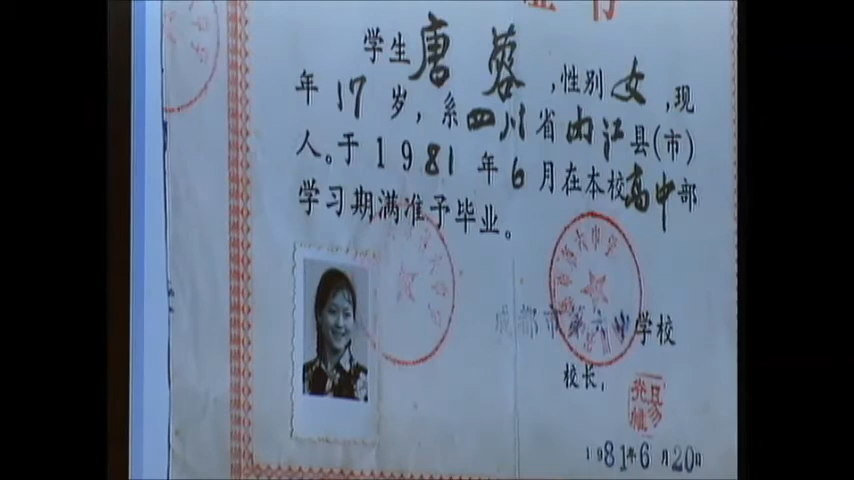 学生唐蓉,性别女,现
年17岁,系四川省内江县(市)
人。于1981年6月在本校高中部
学习期满准予毕业。
成都市第六中学校
校长,
1981年6月20日